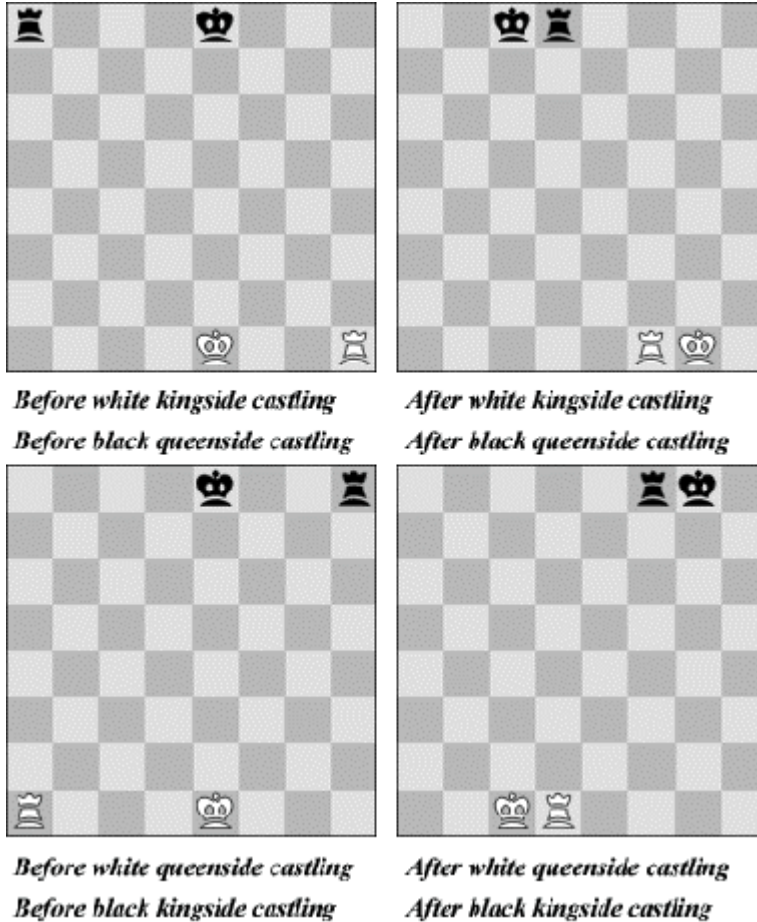 Before white kingside castling
Before black queenside castling
After white kingside castling
After black queenside castling
Before white queenside castling
Before black kingside castling
After white queenside castling
After black kingside castling